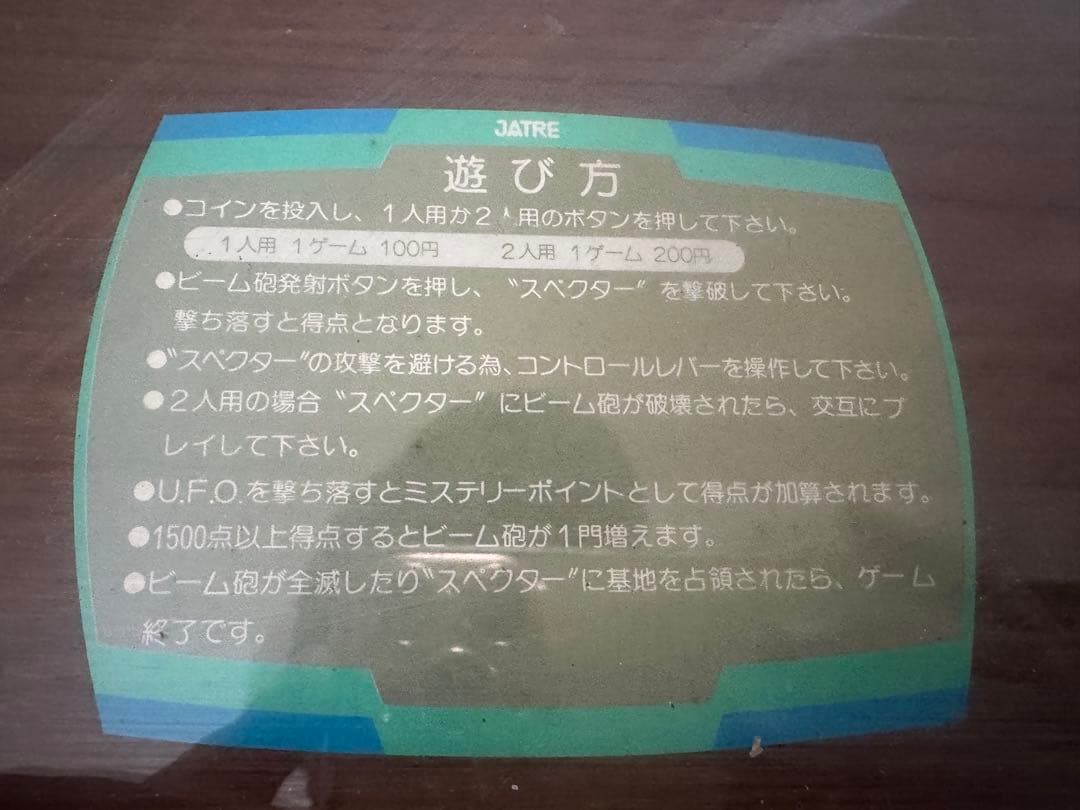 JATRE
遊び方
●コインを投入し、1人用か2人用のボタンを押して下さい。
1人用 1ゲーム 100円 2人用 1ゲーム 200円
●ビーム砲発射ボタンを押し、〝スペクター〟を撃破して下さい。
撃ち落すと得点となります。
●〝スペクター〟の攻撃を避ける為、コントロールレバーを操作して下さい。
●2人用の場合〝スペクター〟にビーム砲が破壊されたら、交互にプ
レイして下さい。
●U.F.O.を撃ち落すとミステリーポイントとして得点が加算されます。
●1500点以上得点するとビーム砲が1門増えます。
●ビーム砲が全滅したり〝スペクター〟に基地を占領されたら、ゲーム
終了です。